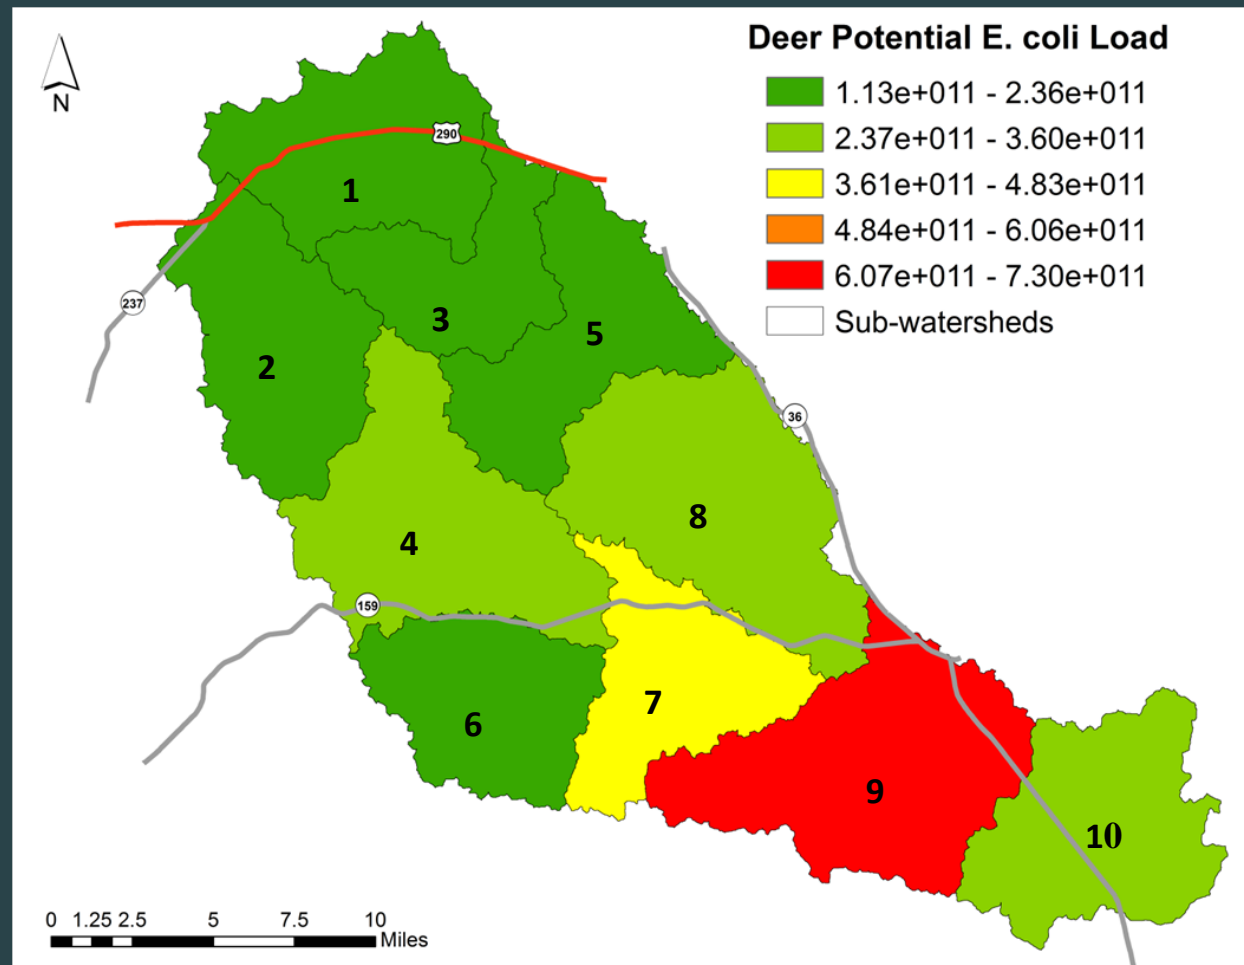 Deer Potential E. coli Load
1.13e+011 - 2.36e+011
2.37e+011 - 3.60e+011
3.61e+011 - 4.83e+011
4.84e+011 - 6.06e+011
6.07e+011 - 7.30e+011
Sub-watersheds
N
290
1
237
3
5
2
36
8
4
159
7
6
9
10
0 1.25 2.5 5 7.5 10
Miles